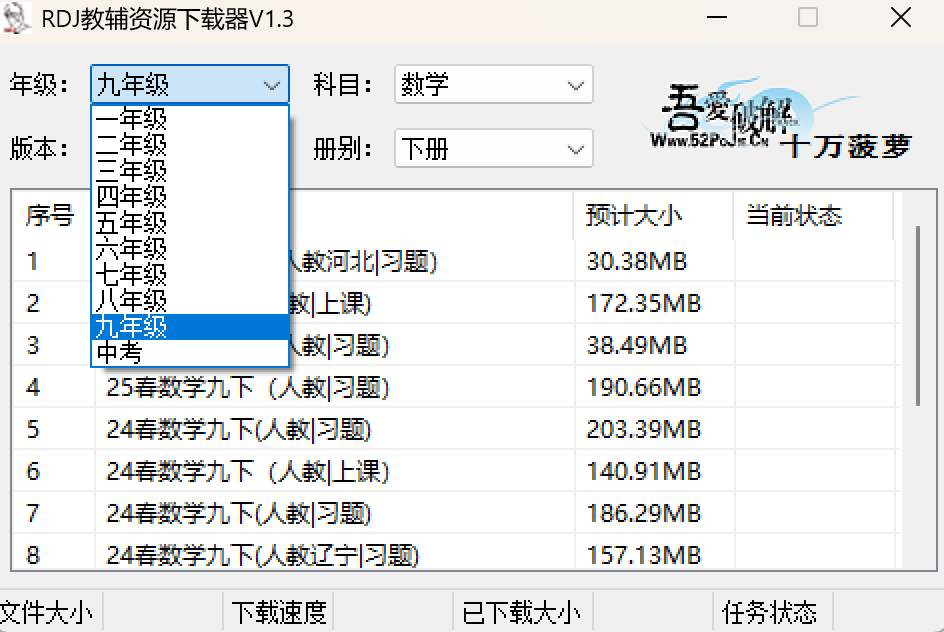 RDJ教辅资源下载器V1.3
年级： 九年级 科目： 数学
一年级
二年级
三年级
四年级
五年级
六年级
七年级
八年级
九年级
中考
版本： 册别： 下册
吾爱破解
Www.52PoJie.Cn 十万菠萝
序号 预计大小 当前状态
1 人教河北|习题) 30.38MB
2 教|上课) 172.35MB
3 人教|习题) 38.49MB
4 25春数学九下（人教|习题) 190.66MB
5 24春数学九下(人教|习题) 203.39MB
6 24春数学九下（人教|上课) 140.91MB
7 24春数学九下(人教|习题) 186.29MB
8 24春数学九下(人教辽宁|习题) 157.13MB
文件大小 下载速度 已下载大小 任务状态